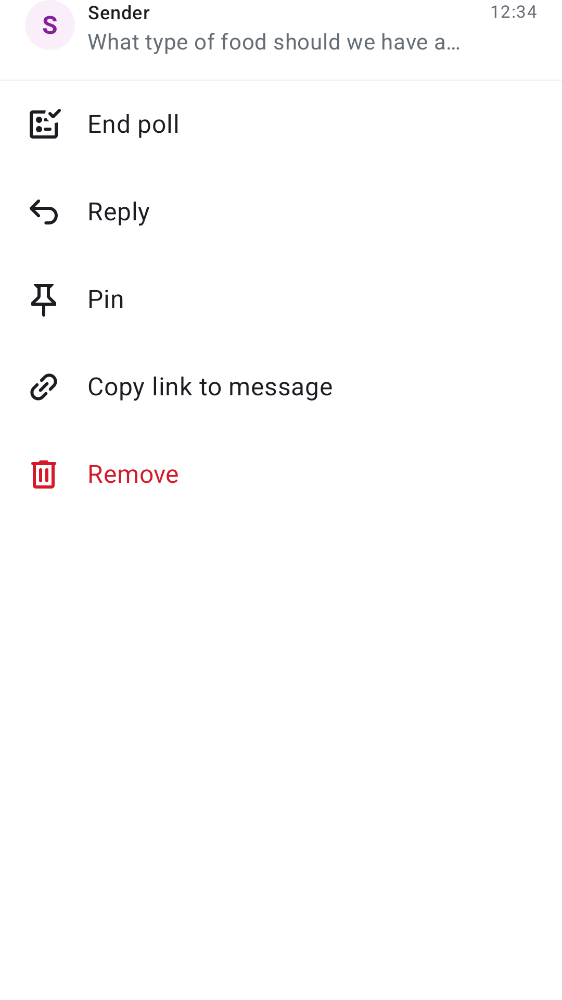 S
Sender
12:34
What type of food should we have a…
End poll
Reply
Pin
Copy link to message
Remove